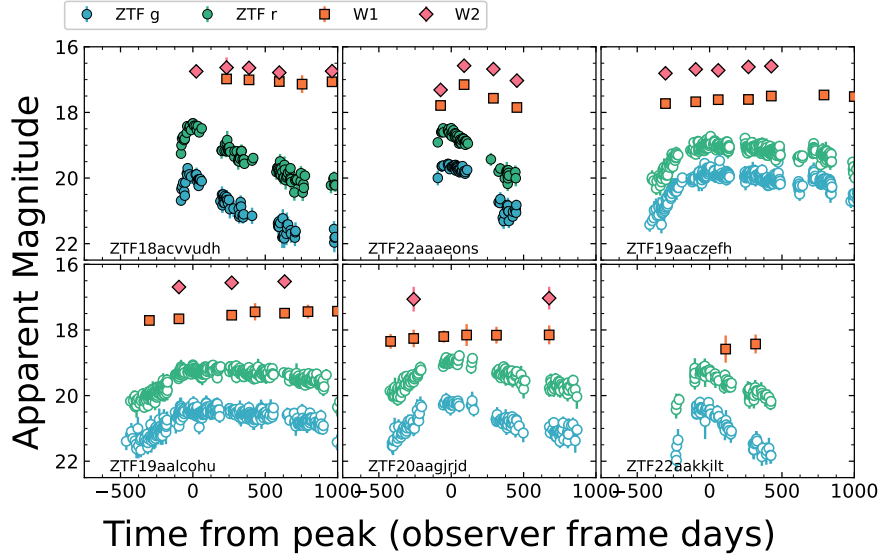 ZTF g ZTF r W1 W2
16
18
20
22
ZTF18acvvudh ZTF22aaaeons ZTF19aaczefh
16
18
20
22
ZTF19aalcohu ZTF20aagjrjd ZTF22aakkilt
−500 0 500 1000 −500 0 500 1000 −500 0 500 1000
Apparent Magnitude
Time from peak (observer frame days)